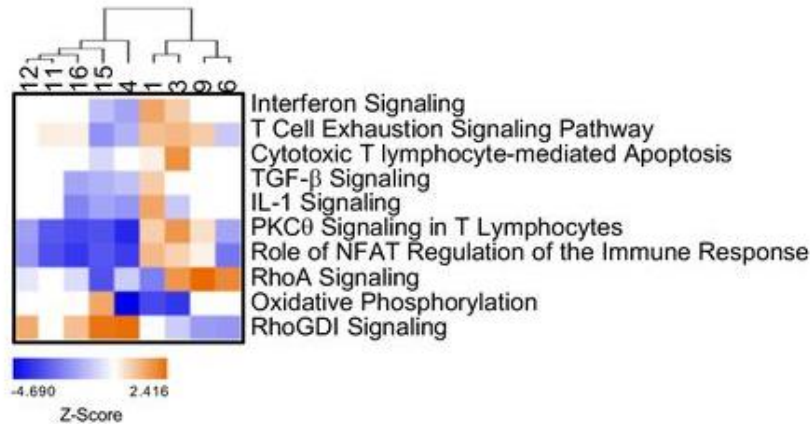 12 11 16 15 4 1 3 9 6
Interferon Signaling
T Cell Exhaustion Signaling Pathway
Cytotoxic T lymphocyte-mediated Apoptosis
TGF-β Signaling
IL-1 Signaling
PKCθ Signaling in T Lymphocytes
Role of NFAT Regulation of the Immune Response
RhoA Signaling
Oxidative Phosphorylation
RhoGDI Signaling
-4.690 2.416
Z-Score